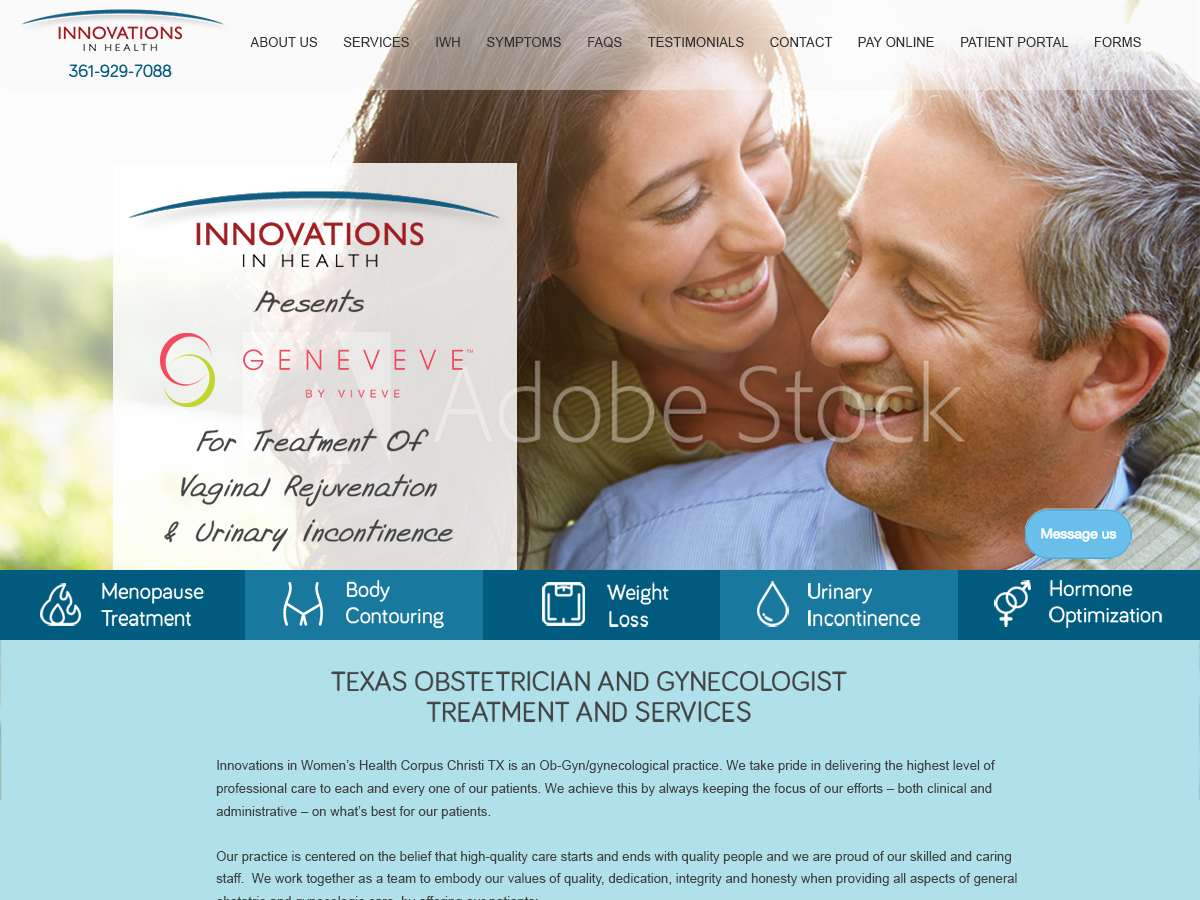 INNOVATIONS
IN HEALTH
361-929-7088
ABOUT US SERVICES IWH SYMPTOMS FAQS TESTIMONIALS CONTACT PAY ONLINE PATIENT PORTAL FORMS
INNOVATIONS
IN HEALTH
Presents
GENEVEVE™
BY VIVEVE
For Treatment Of
Vaginal Rejuvenation
& Urinary Incontinence
Adobe Stock
Message us
Menopause
Treatment
Body
Contouring
Weight
Loss
Urinary
Incontinence
Hormone
Optimization
TEXAS OBSTETRICIAN AND GYNECOLOGIST
TREATMENT AND SERVICES
Innovations in Women’s Health Corpus Christi TX is an Ob-Gyn/gynecological practice. We take pride in delivering the highest level of
professional care to each and every one of our patients. We achieve this by always keeping the focus of our efforts – both clinical and
administrative – on what’s best for our patients.
Our practice is centered on the belief that high-quality care starts and ends with quality people and we are proud of our skilled and caring
staff.  We work together as a team to embody our values of quality, dedication, integrity and honesty when providing all aspects of general
obstetric and gynecologic care, by offering our patients: